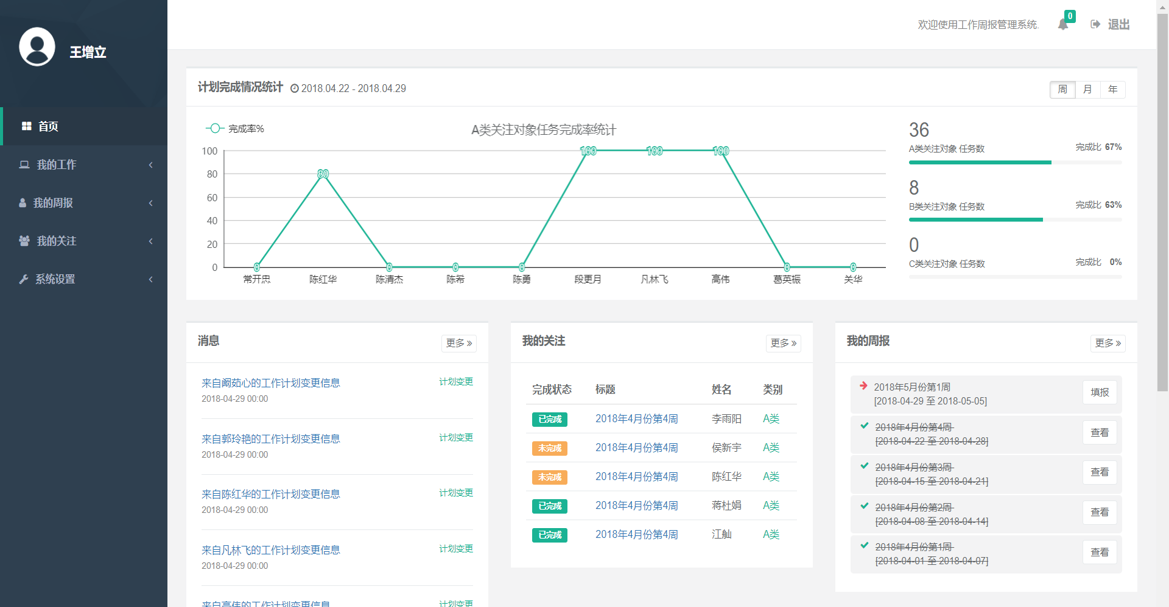 王增立
首页
我的工作
我的周报
我的关注
系统设置
欢迎使用工作周报管理系统.
0
退出
计划完成情况统计 2018.04.22 - 2018.04.29
周 月 年
完成率%
A类关注对象任务完成率统计
100
80
60
40
20
0
0 80 0 0 0 100 100 100 0 0
常开忠 陈红华 陈清杰 陈希 陈勇 段更月 凡林飞 高伟 葛英振 关华
36
A类关注对象 任务数 完成比 67%
8
B类关注对象 任务数 完成比 63%
0
C类关注对象 任务数 完成比 0%
消息
更多 »
来自阚茹心的工作计划变更信息 计划变更
2018-04-29 00:00
来自郭玲艳的工作计划变更信息 计划变更
2018-04-29 00:00
来自陈红华的工作计划变更信息 计划变更
2018-04-29 00:00
来自凡林飞的工作计划变更信息 计划变更
2018-04-29 00:00
来自高伟的工作计划变更信息 计划变更
我的关注
更多 »
完成状态 标题 姓名 类别
已完成 2018年4月份第4周 李雨阳 A类
未完成 2018年4月份第4周 侯新宇 A类
未完成 2018年4月份第4周 陈红华 A类
已完成 2018年4月份第4周 蒋杜娟 A类
已完成 2018年4月份第4周 江舢 A类
我的周报
更多 »
2018年5月份第1周
[2018-04-29 至 2018-05-05]
填报
2018年4月份第4周
[2018-04-22 至 2018-04-28]
查看
2018年4月份第3周
[2018-04-15 至 2018-04-21]
查看
2018年4月份第2周
[2018-04-08 至 2018-04-14]
查看
2018年4月份第1周
[2018-04-01 至 2018-04-07]
查看